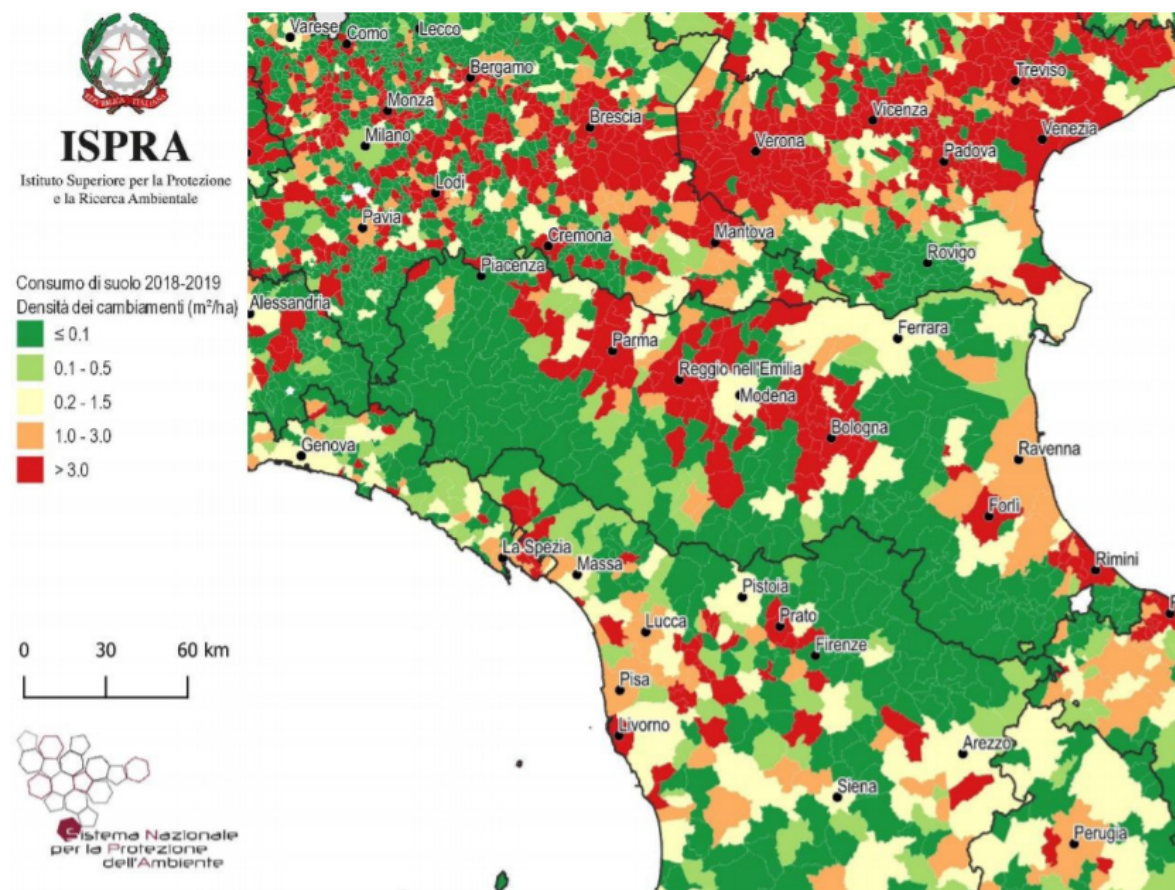 REPVBBLICA ITALIANA
ISPRA
Istituto Superiore per la Protezione
e la Ricerca Ambientale
Consumo di suolo 2018-2019
Densità dei cambiamenti (m²/ha)
≤ 0.1
0.1 - 0.5
0.2 - 1.5
1.0 - 3.0
> 3.0
0 30 60 km
Sistema Nazionale
per la Protezione
dell'Ambiente
Varese
Como
Lecco
Bergamo
Monza
Milano
Brescia
Lodi
Pavia
Cremona
Piacenza
Alessandria
Genova
Treviso
Vicenza
Venezia
Verona
Padova
Mantova
Rovigo
Ferrara
Parma
Reggio nell'Emilia
Modena
Bologna
Ravenna
Forlì
Rimini
La Spezia
Massa
Pistoia
Prato
Lucca
Firenze
Pisa
Livorno
Arezzo
Siena
Perugia